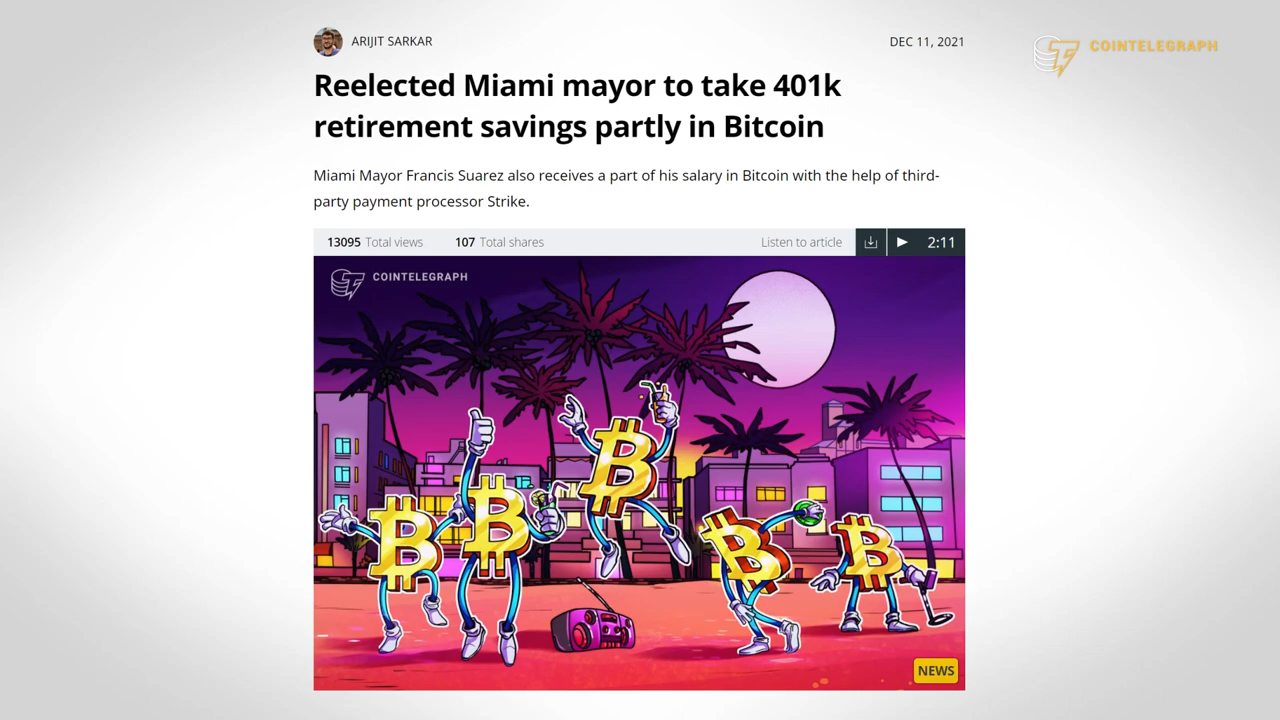 ARIJIT SARKAR
DEC 11, 2021
COINTELEGRAPH
Reelected Miami mayor to take 401k
retirement savings partly in Bitcoin
Miami Mayor Francis Suarez also receives a part of his salary in Bitcoin with the help of third-
party payment processor Strike.
13095 Total views 107 Total shares Listen to article 2:11
COINTELEGRAPH
NEWS